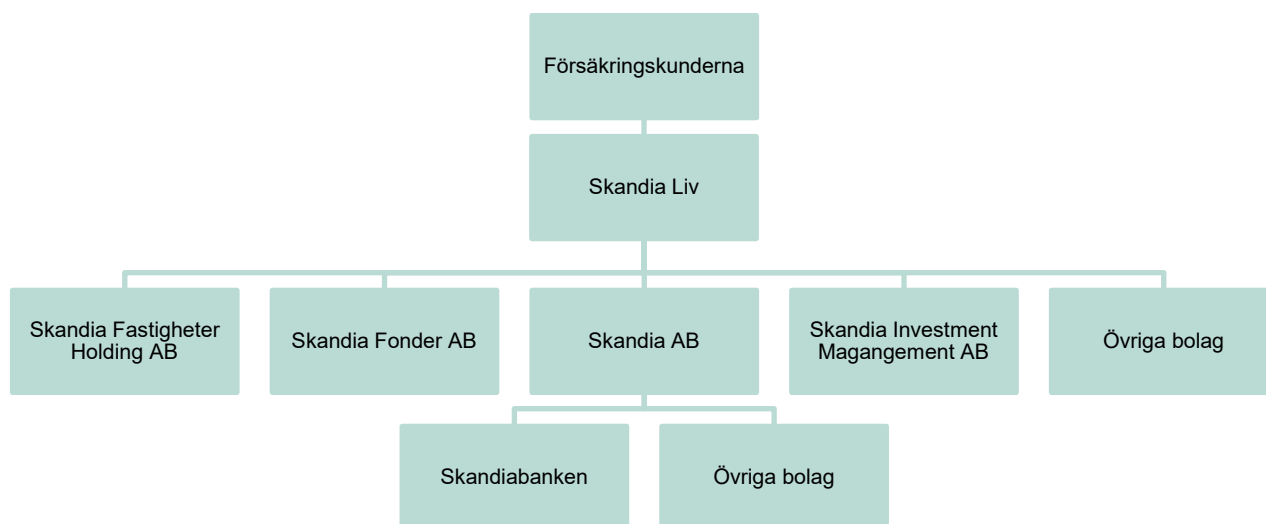 Försäkringskunderna
Skandia Liv
Skandia Fastigheter
Holding AB
Skandia Fonder AB
Skandia AB
Skandia Investment
Magangement AB
Övriga bolag
Skandiabanken
Övriga bolag